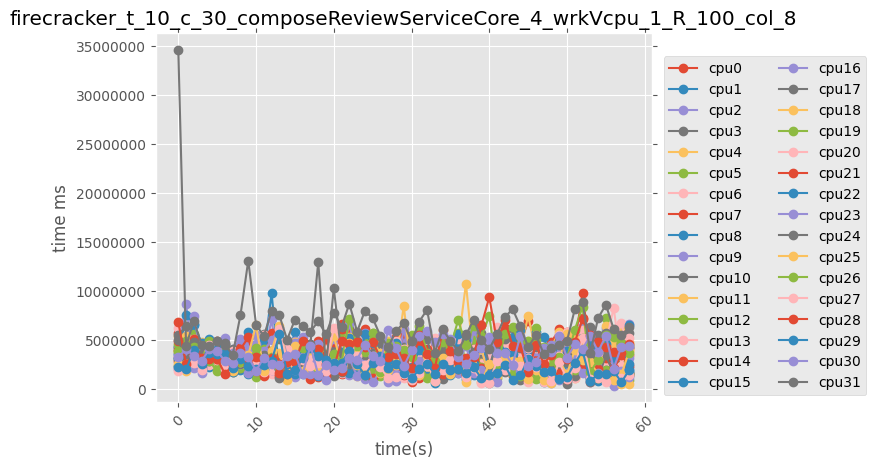 firecracker_t_10_c_30_composeReviewServiceCore_4_wrkVcpu_1_R_100_col_8
time ms
35000000
30000000
25000000
20000000
15000000
10000000
5000000
0
0
10
20
30
40
50
60
time(s)
cpu0
cpu1
cpu2
cpu3
cpu4
cpu5
cpu6
cpu7
cpu8
cpu9
cpu10
cpu11
cpu12
cpu13
cpu14
cpu15
cpu16
cpu17
cpu18
cpu19
cpu20
cpu21
cpu22
cpu23
cpu24
cpu25
cpu26
cpu27
cpu28
cpu29
cpu30
cpu31